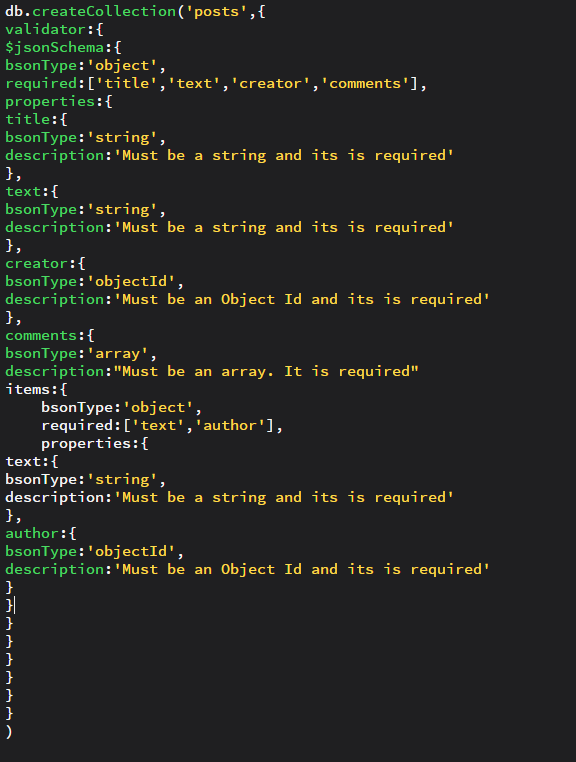 db.createCollection('posts',{
validator:{
$jsonSchema:{
bsonType:'object',
required:['title','text','creator','comments'],
properties:{
title:{
bsonType:'string',
description:'Must be a string and its is required'
},
text:{
bsonType:'string',
description:'Must be a string and its is required'
},
creator:{
bsonType:'objectId',
description:'Must be an Object Id and its is required'
},
comments:{
bsonType:'array',
description:"Must be an array. It is required"
items:{
    bsonType:'object',
    required:['text','author'],
    properties:{
text:{
bsonType:'string',
description:'Must be a string and its is required'
},
author:{
bsonType:'objectId',
description:'Must be an Object Id and its is required'
}
}
}
}
}
}
}
}
)